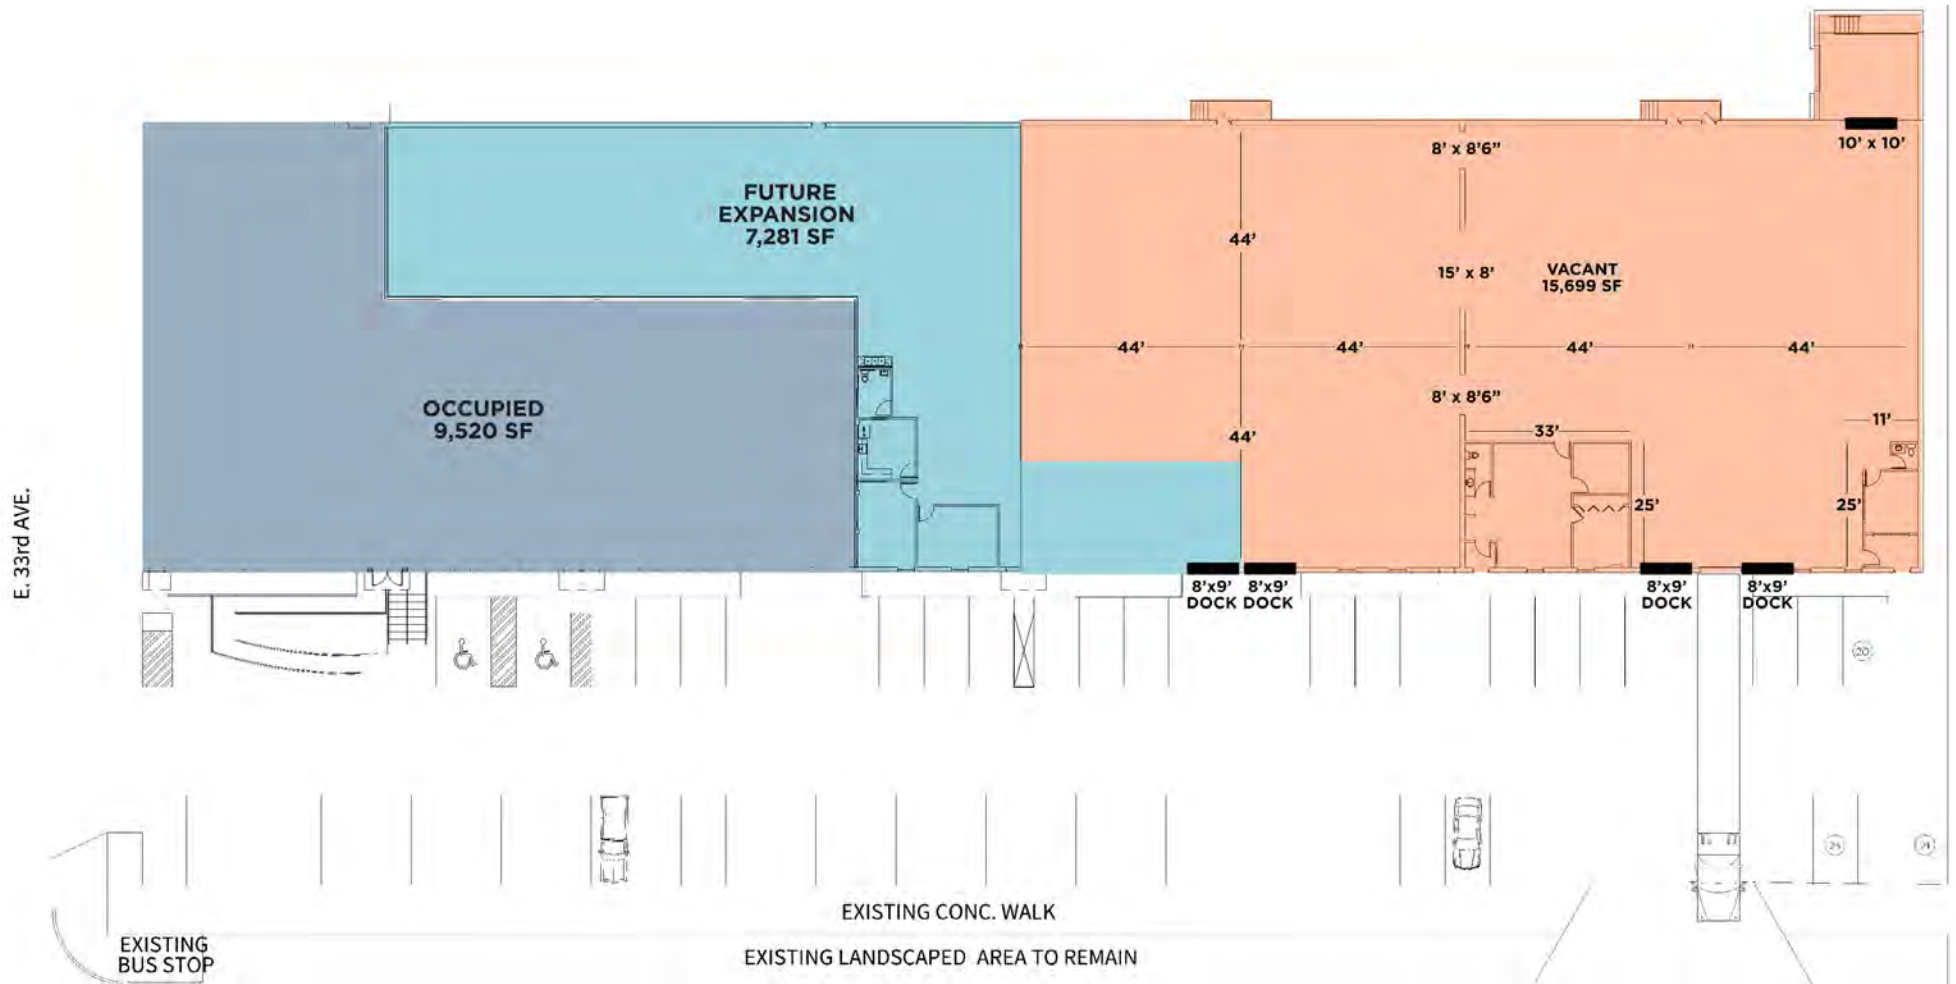 10' x 10'
8' x 8'6"
FUTURE
EXPANSION
7,281 SF
44'
15' x 8'
VACANT
15,699 SF
44'
44'
44'
44'
8' x 8'6"
OCCUPIED
9,520 SF
44'
33'
11'
25'
25'
E. 33rd AVE.
8'x9'
DOCK
8'x9'
DOCK
8'x9'
DOCK
8'x9'
DOCK
20
EXISTING CONC. WALK
EXISTING
BUS STOP
EXISTING LANDSCAPED AREA TO REMAIN